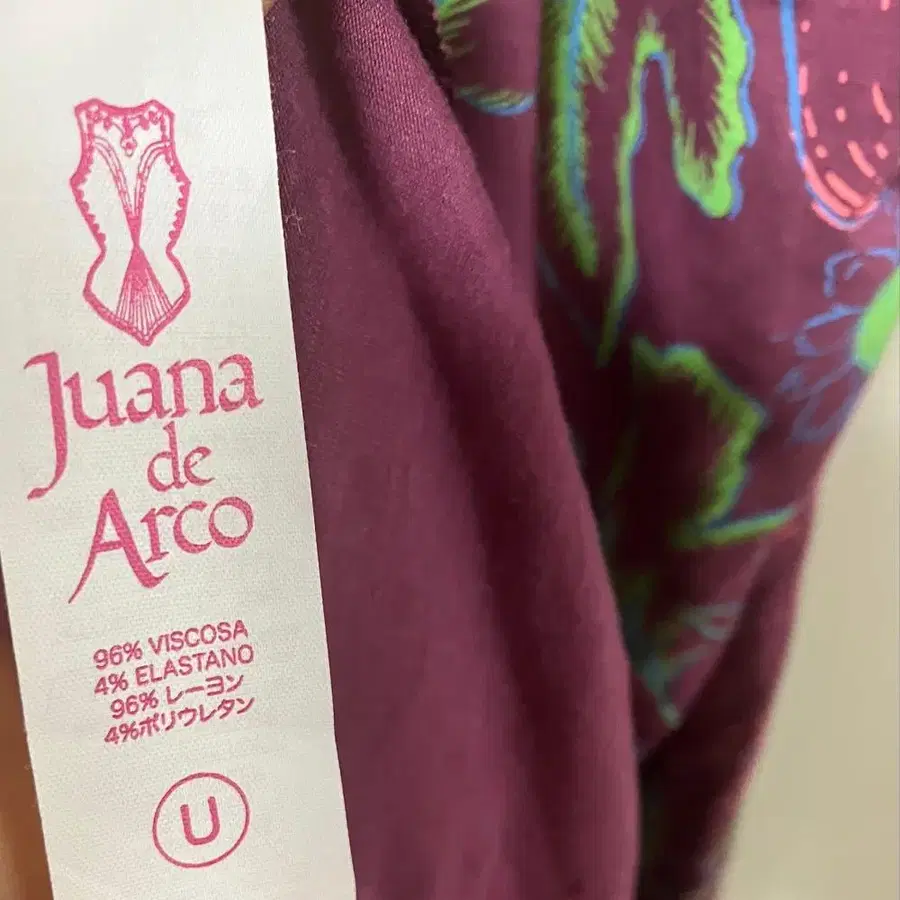 Juana
de
Arco
96% VISCOSA
4% ELASTANO
96% レーヨン
4%ポリウレタン
U